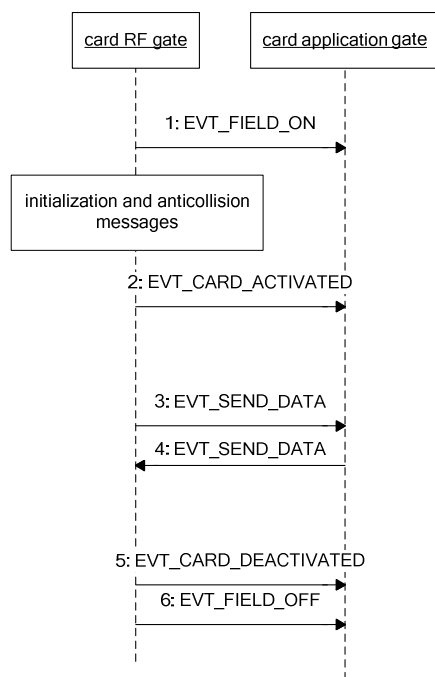 card RF gate
card application gate
1: EVT_FIELD_ON
initialization and anticollision
messages
2: EVT_CARD_ACTIVATED
3: EVT_SEND_DATA
4: EVT_SEND_DATA
5: EVT_CARD_DEACTIVATED
6: EVT_FIELD_OFF